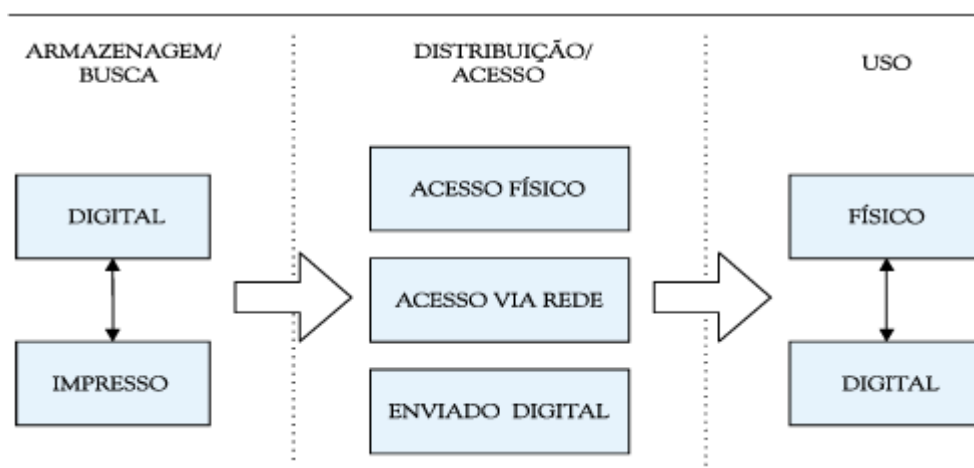 ARMAZENAGEM/
BUSCA
DIGITAL
IMPRESSO
DISTRIBUIÇÃO/
ACESSO
ACESSO FÍSICO
ACESSO VIA REDE
ENVIADO DIGITAL
USO
FÍSICO
DIGITAL